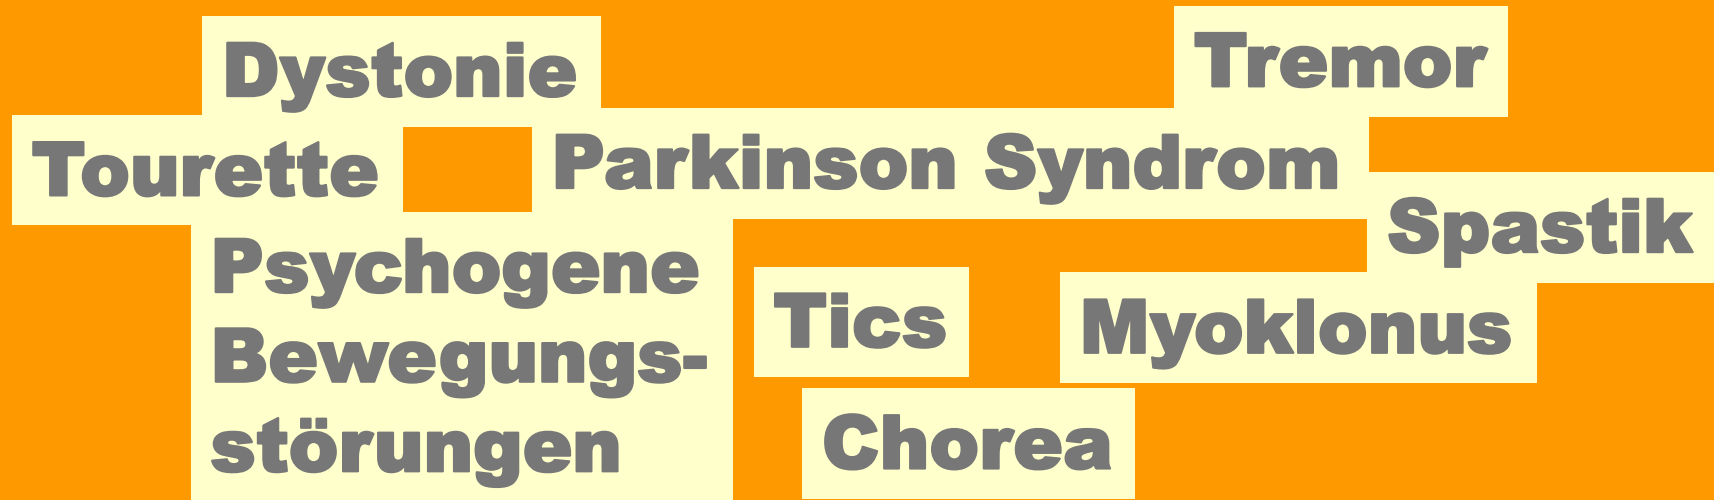 Dystonie
Tremor
Tourette
Parkinson Syndrom
Spastik
Psychogene
Bewegungs-
störungen
Tics
Myoklonus
Chorea